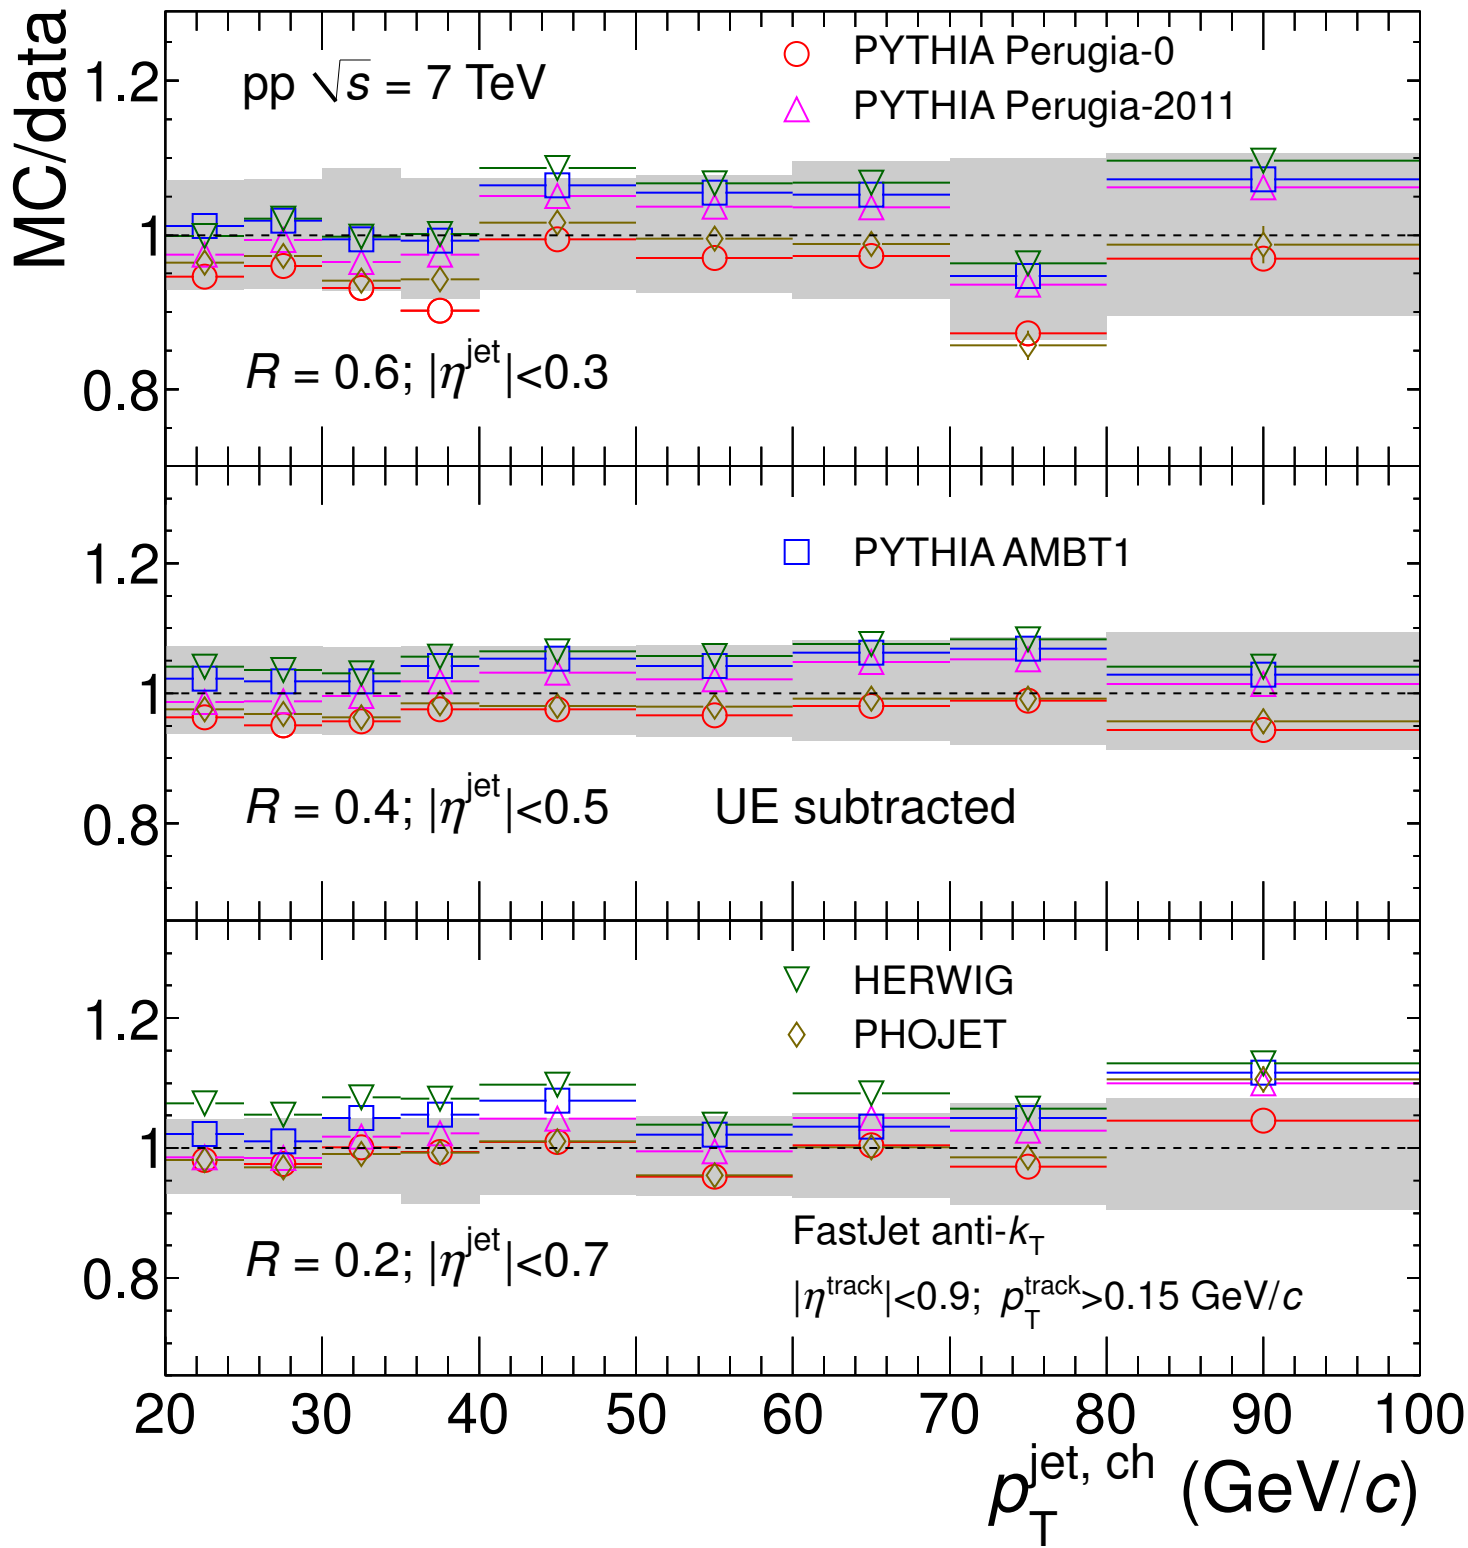 MC/data
1.2
1
0.8
pp √s = 7 TeV
PYTHIA Perugia-0
PYTHIA Perugia-2011
R = 0.6; |η^jet|<0.3
1.2
1
0.8
PYTHIA AMBT1
R = 0.4; |η^jet|<0.5
UE subtracted
1.2
1
0.8
HERWIG
PHOJET
R = 0.2; |η^jet|<0.7
FastJet anti-k_T
|η^track|<0.9; p_T^track>0.15 GeV/c
20 30 40 50 60 70 80 90 100
p_T^jet, ch (GeV/c)